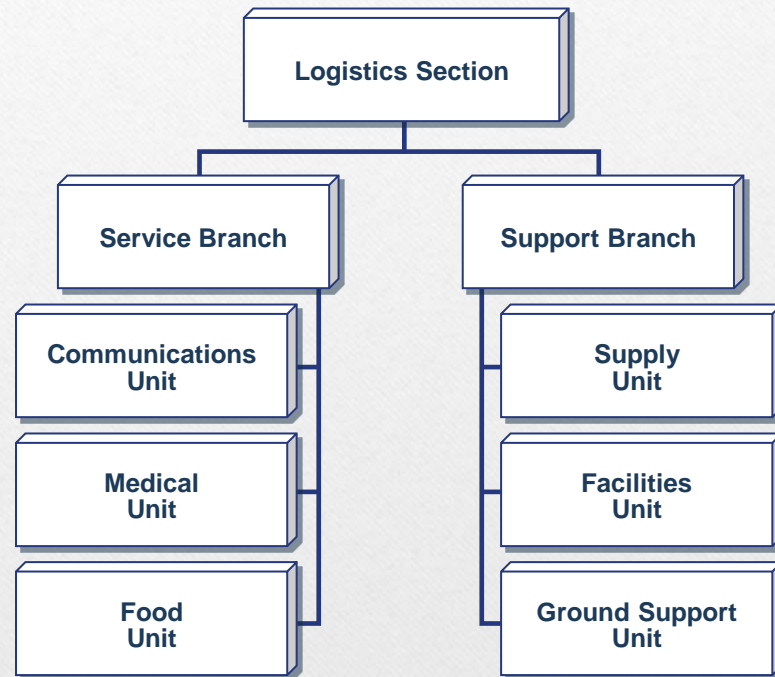 Logistics Section
Service Branch
Support Branch
Communications
Unit
Supply
Unit
Medical
Unit
Facilities
Unit
Food
Unit
Ground Support
Unit